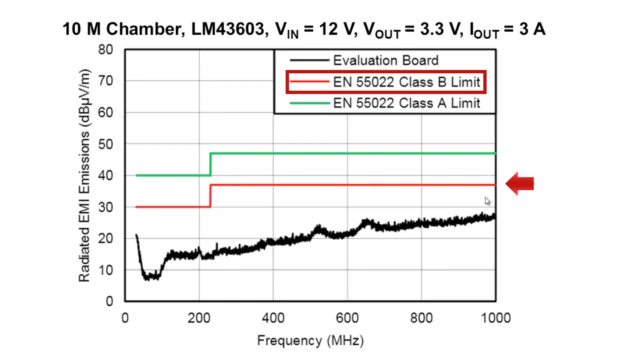 10 M Chamber, LM43603, VIN = 12 V, VOUT = 3.3 V, IOUT = 3 A
Evaluation Board
EN 55022 Class B Limit
EN 55022 Class A Limit
Radiated EMI Emissions (dBµV/m)
80
70
60
50
40
30
20
10
0
0 200 400 600 800 1000
Frequency (MHz)